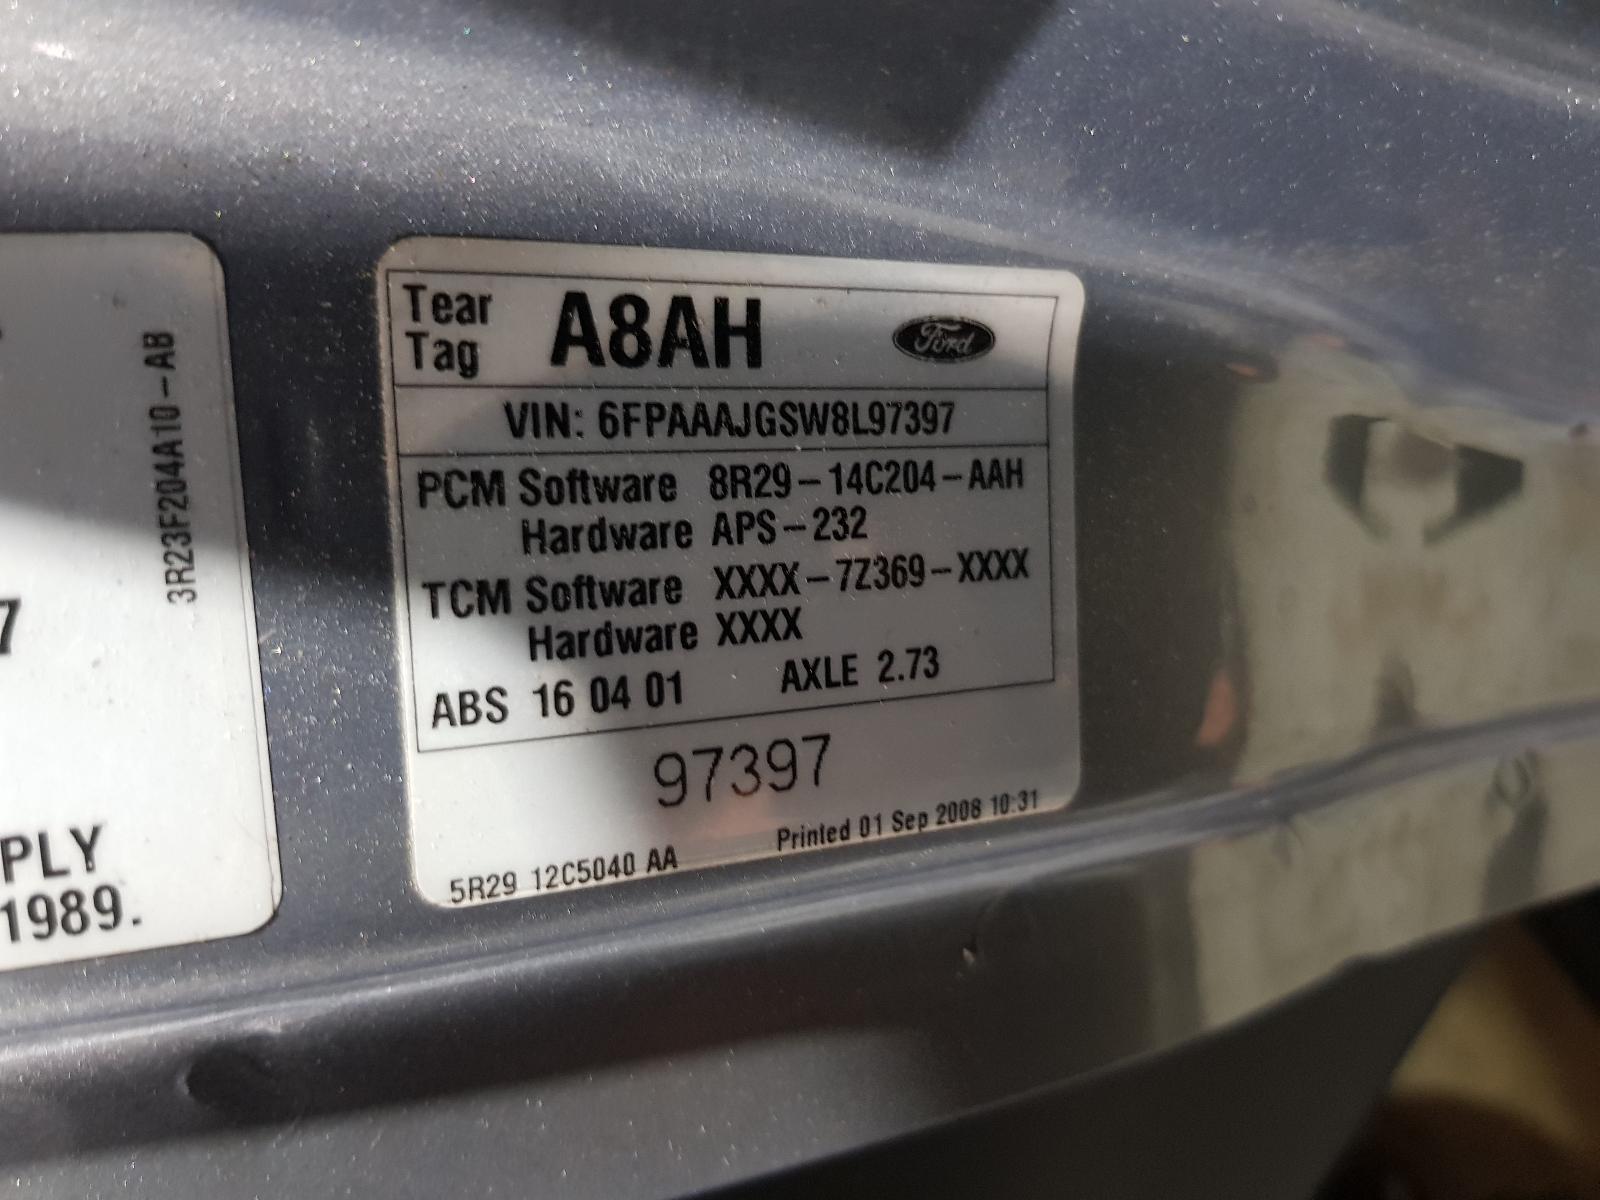 3R23F204A10-AB
7
PLY
1989.
Tear
Tag
A8AH
Ford
VIN: 6FPAAAJGSW8L97397
PCM Software 8R29-14C204-AAH
Hardware APS-232
TCM Software XXXX-7Z369-XXXX
Hardware XXXX
ABS 16 04 01 AXLE 2.73
97397
5R29 12C5040 AA Printed 01 Sep 2008 10:31